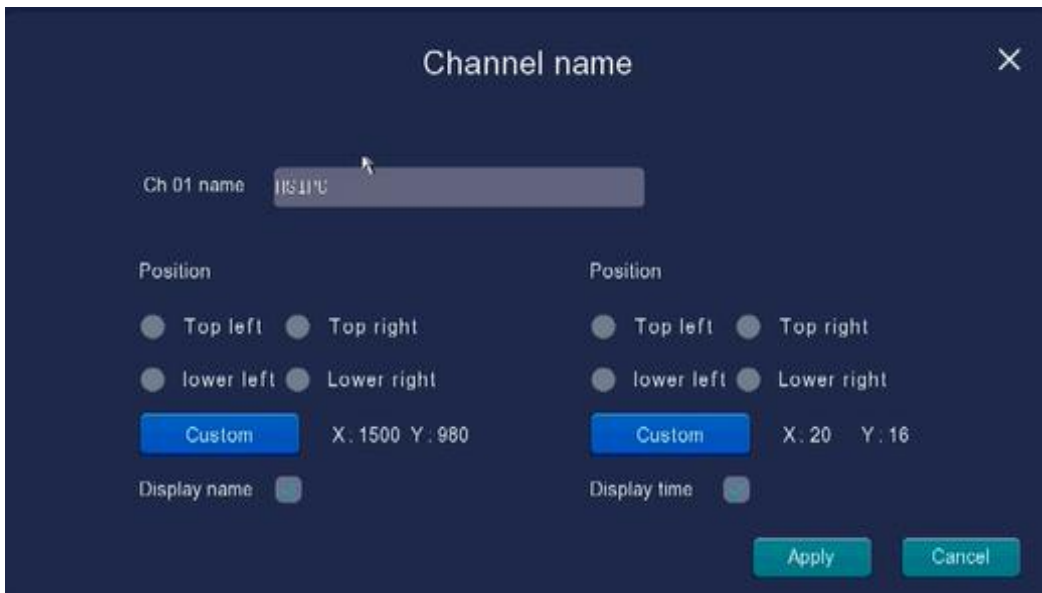 Channel name
Ch 01 name
Position Position
Top left Top right Top left Top right
lower left Lower right lower left Lower right
Custom X: 1500 Y: 980 Custom X: 20 Y: 16
Display name Display time
Apply Cancel